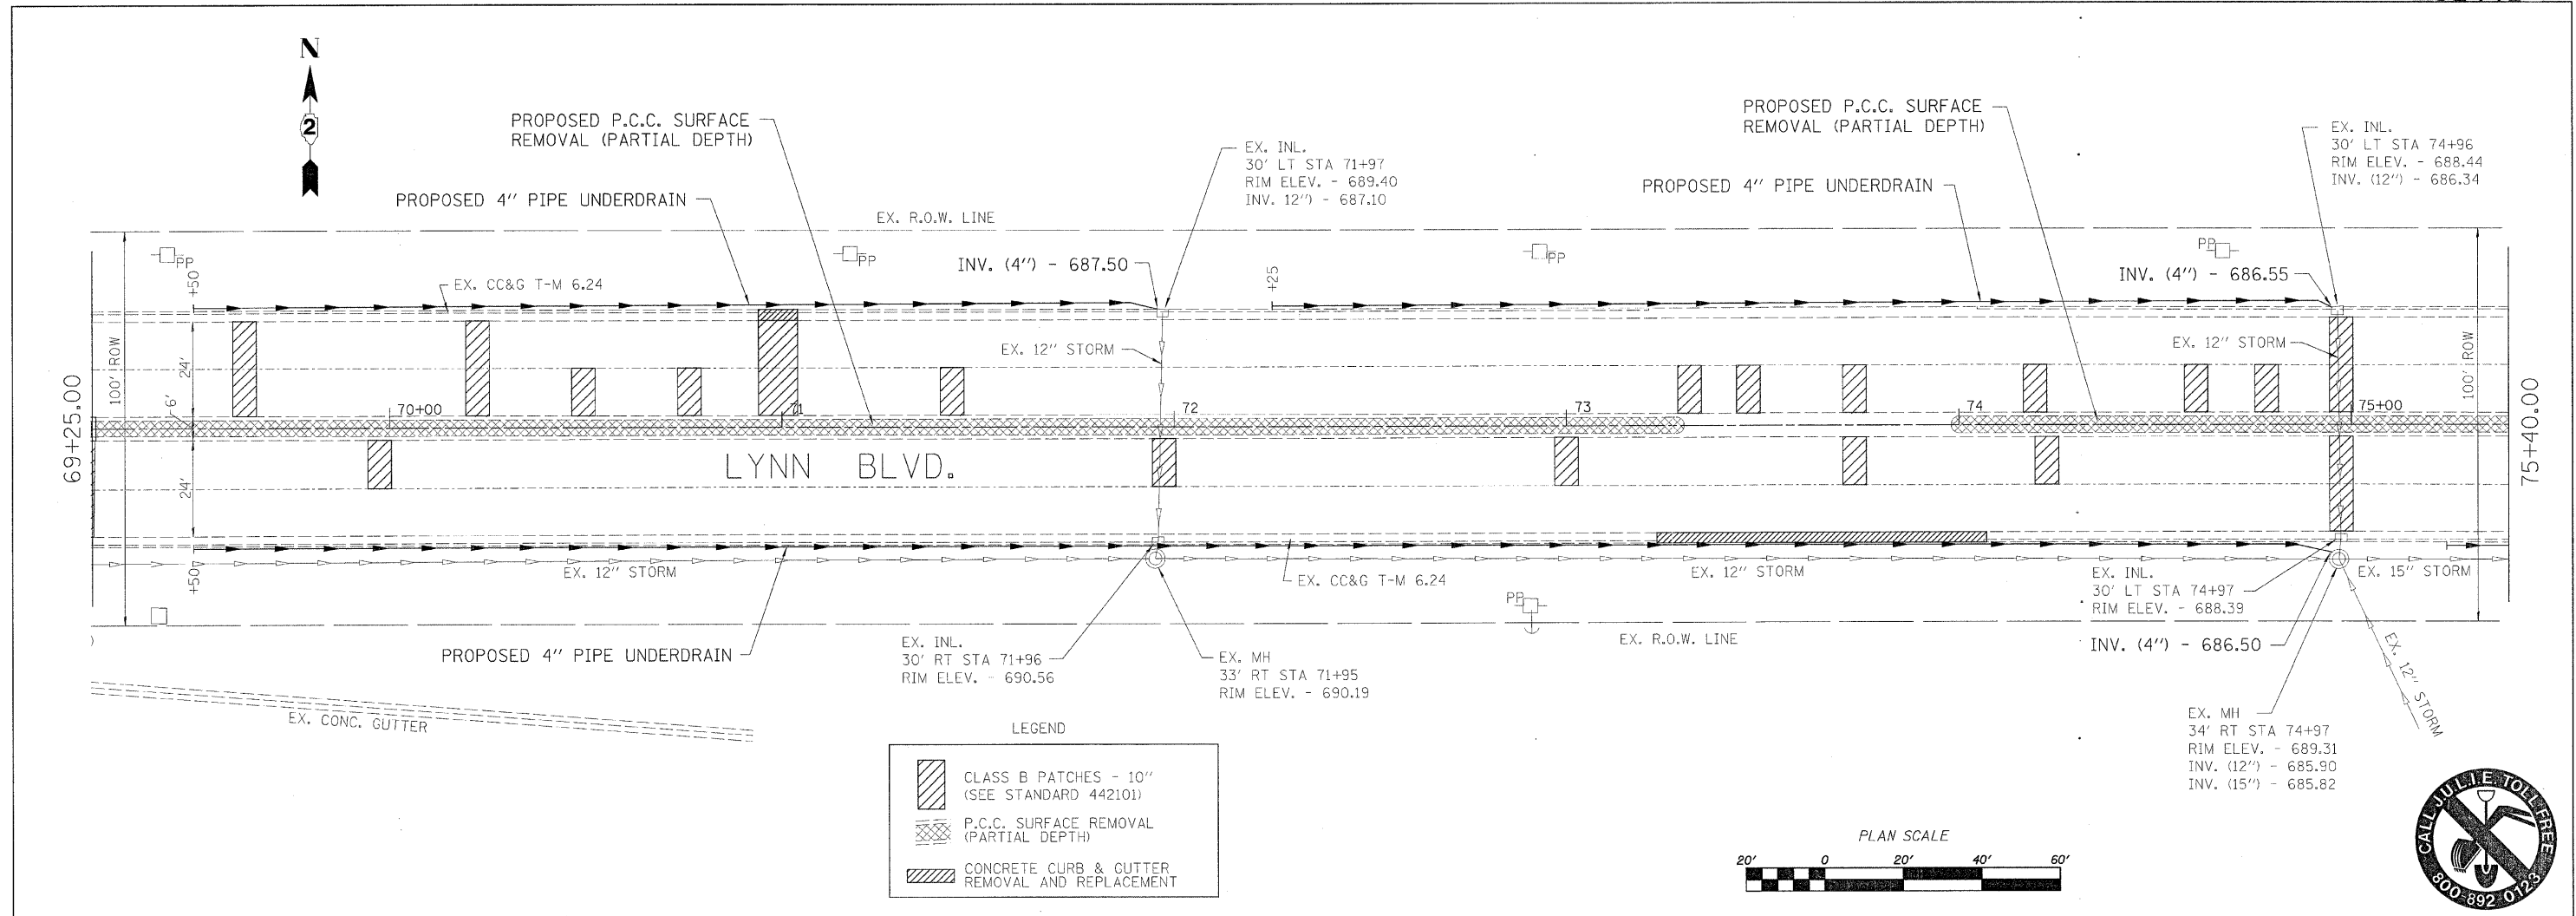 N
2
PROPOSED P.C.C. SURFACE
REMOVAL (PARTIAL DEPTH)
PROPOSED 4" PIPE UNDERDRAIN
EX. INL.
30' LT STA 71+97
RIM ELEV. - 689.40
INV. 12") - 687.10
PROPOSED P.C.C. SURFACE
REMOVAL (PARTIAL DEPTH)
PROPOSED 4" PIPE UNDERDRAIN
EX. INL.
30' LT STA 74+96
RIM ELEV. - 688.44
INV. (12") - 686.34
EX. R.O.W. LINE
PP
PP
PP
PP
INV. (4") - 687.50
INV. (4") - 686.55
+50
EX. CC&G T-M 6.24
+25
69+25.00
100' ROW
24'
6'
24'
EX. 12" STORM
EX. 12" STORM
100' ROW
75+40.00
70+00
71
72
73
74
75+00
LYNN BLVD.
+50
EX. 12" STORM
EX. CC&G T-M 6.24
EX. 12" STORM
EX. 15" STORM
PP
EX. R.O.W. LINE
)
PROPOSED 4" PIPE UNDERDRAIN
EX. INL.
30' RT STA 71+96
RIM ELEV. - 690.56
EX. MH
33' RT STA 71+95
RIM ELEV. - 690.19
EX. INL.
30' LT STA 74+97
RIM ELEV. - 688.39
INV. (4") - 686.50
EX. 12" STORM
EX. MH
34' RT STA 74+97
RIM ELEV. - 689.31
INV. (12") - 685.90
INV. (15") - 685.82
EX. CONC. GUTTER
LEGEND
CLASS B PATCHES - 10"
(SEE STANDARD 442101)
P.C.C. SURFACE REMOVAL
(PARTIAL DEPTH)
CONCRETE CURB & GUTTER
REMOVAL AND REPLACEMENT
PLAN SCALE
20' 0 20' 40' 60'
CALL J.U.L.I.E. TOLL FREE
800-892 0123